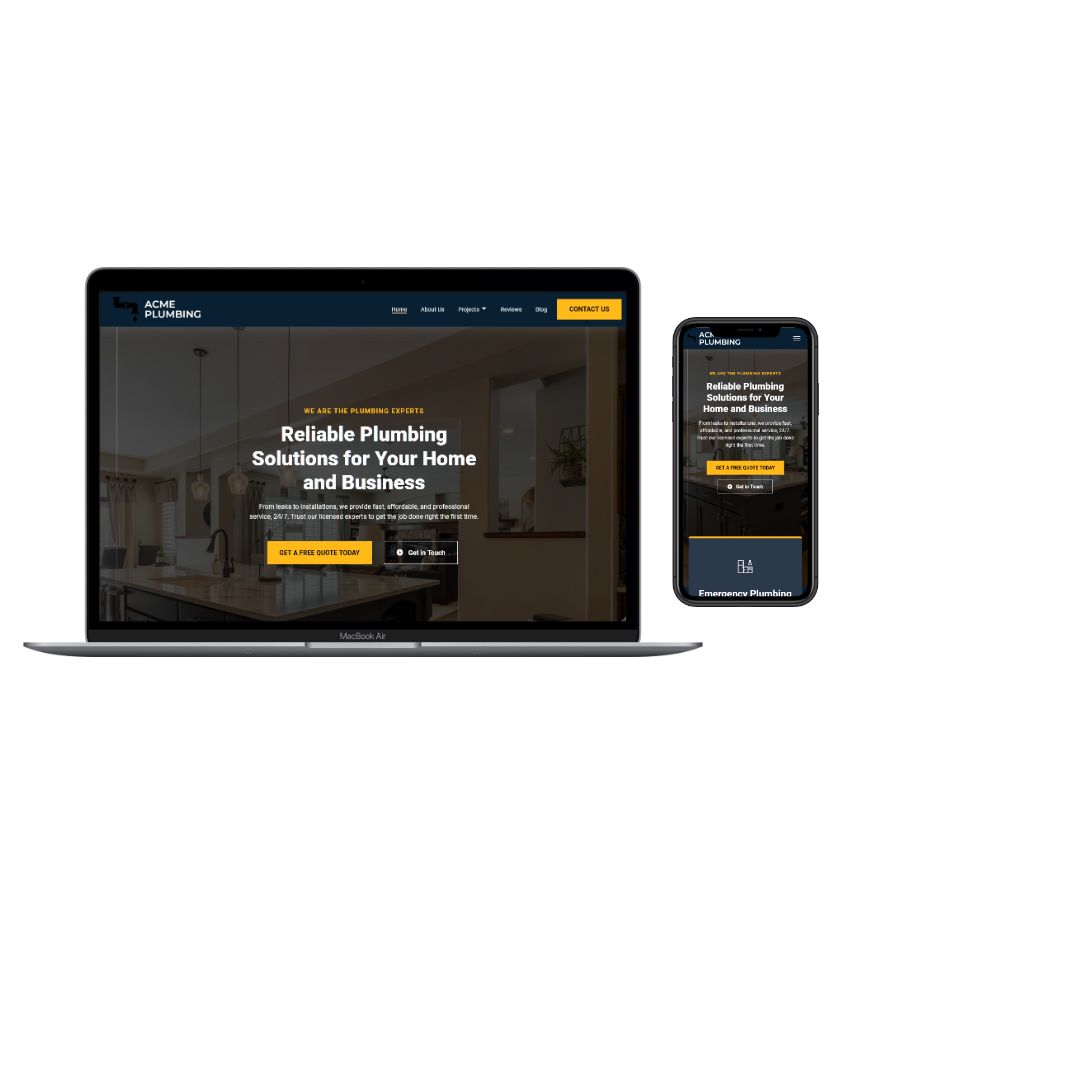 ACME
PLUMBING
Home
About Us
Projects
Reviews
Blog
CONTACT US
WE ARE THE PLUMBING EXPERTS
Reliable Plumbing
Solutions for Your Home
and Business
From leaks to installations, we provide fast, affordable, and professional
service, 24/7. Trust our licensed experts to get the job done right the first time.
GET A FREE QUOTE TODAY
Get in Touch
MacBook Air
PLUMBING
WE ARE THE PLUMBING EXPERTS
Reliable Plumbing
Solutions for Your
Home and Business
From leaks to installations, we provide fast,
affordable, and professional service, 24/7.
Trust our licensed experts to get the job done
right the first time.
GET A FREE QUOTE TODAY
Get in Touch
Emergency Plumbing